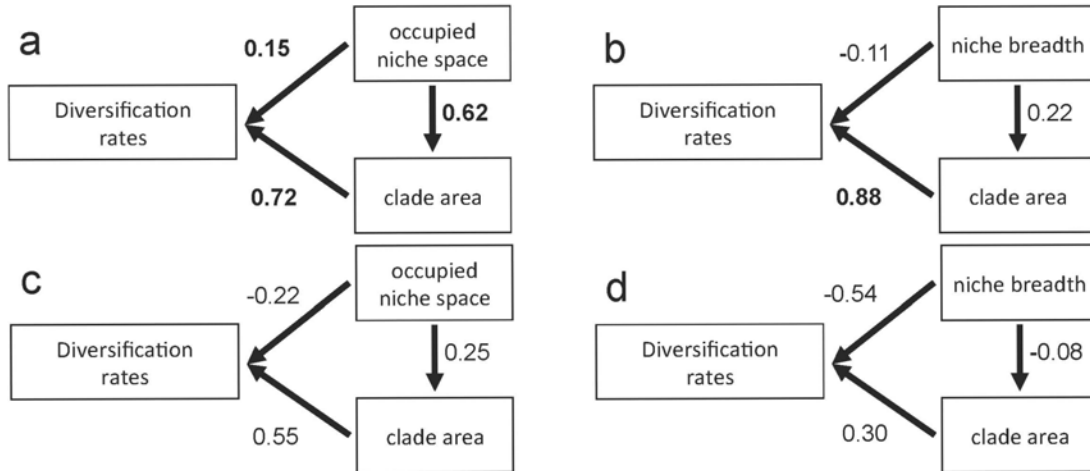 a
0.15
occupied
niche space
Diversification
rates
0.62
0.72
clade area
b
-0.11
niche breadth
Diversification
rates
0.22
0.88
clade area
c
-0.22
occupied
niche space
Diversification
rates
0.25
0.55
clade area
d
-0.54
niche breadth
Diversification
rates
-0.08
0.30
clade area